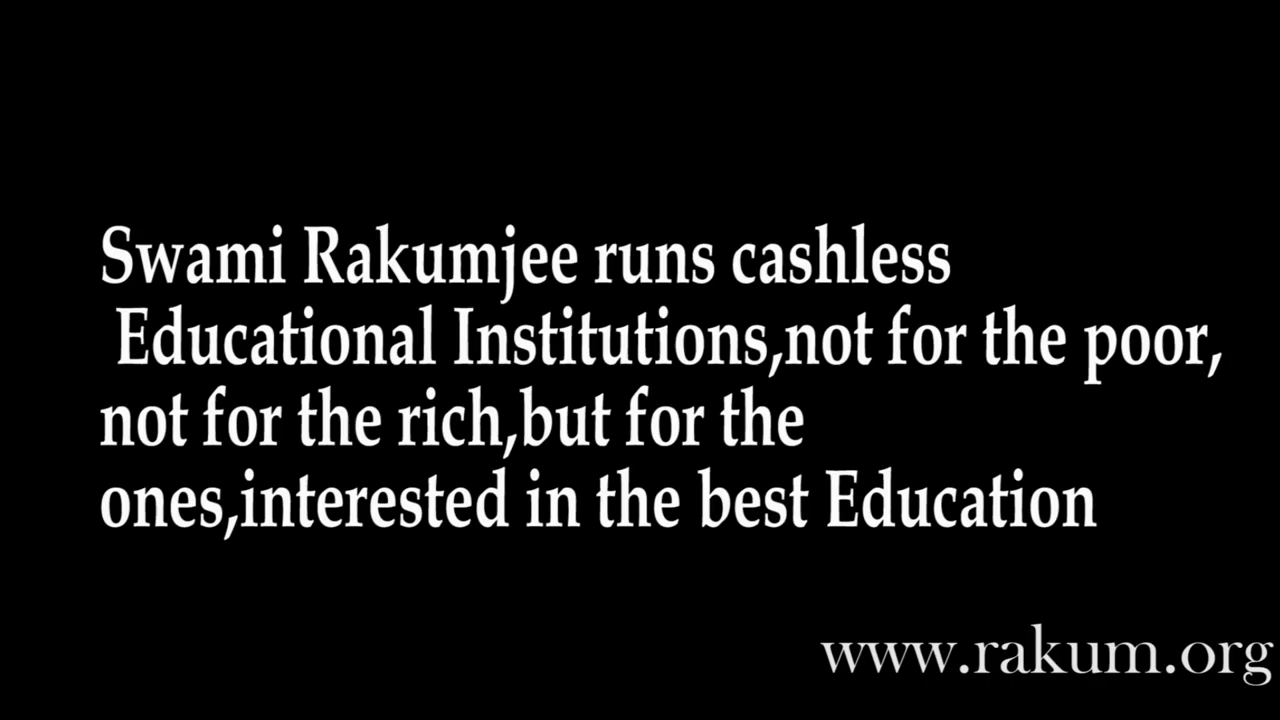 Swami Rakumjee runs cashless
Educational Institutions,not for the poor,
not for the rich,but for the
ones,interested in the best Education
www.rakum.org